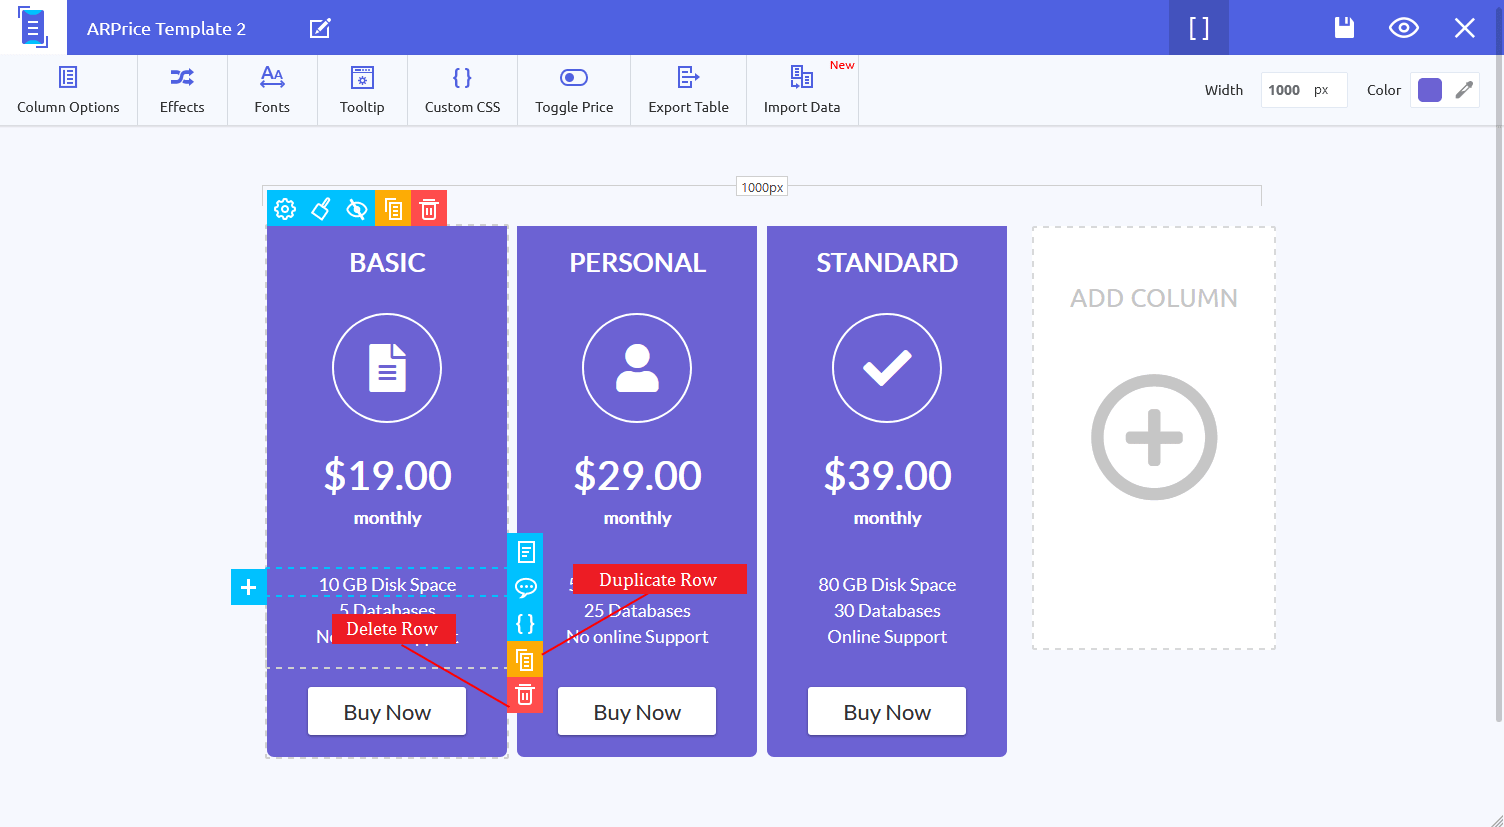 ARPrice Template 2
[ ]
Column Options
Effects
Fonts
Tooltip
{ }
Custom CSS
Toggle Price
Export Table
New
Import Data
Width 1000 px
Color
1000px
BASIC
$19.00
monthly
10 GB Disk Space
5 Databases
No
Delete Row
Buy Now
PERSONAL
$29.00
monthly
Duplicate Row
25 Databases
No online Support
Buy Now
STANDARD
$39.00
monthly
80 GB Disk Space
30 Databases
Online Support
Buy Now
ADD COLUMN
{ }